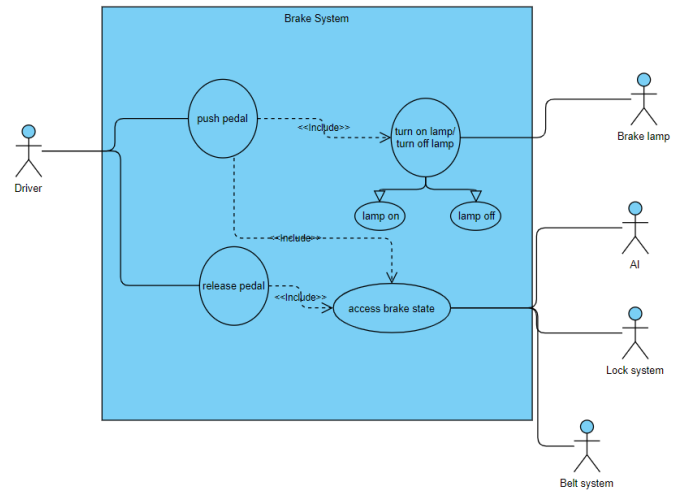 Brake System
push pedal
<<Include>>
turn on lamp/
turn off lamp
Brake lamp
Driver
lamp on
lamp off
<<Include>>
AI
release pedal
<<Include>>
access brake state
Lock system
Belt system